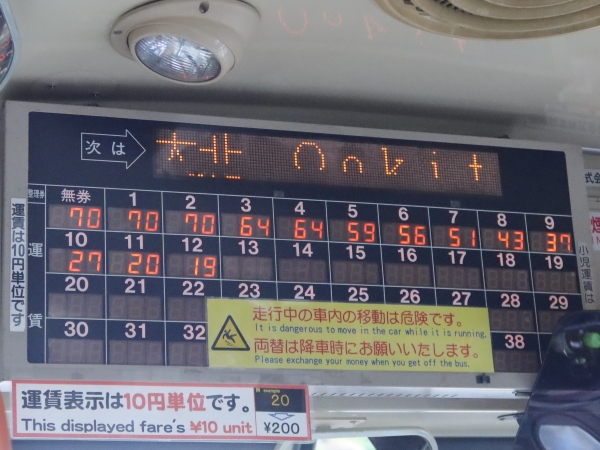 次は
整理券 無券 1 2 3 4 5 6 7 8 9
70 70 70 64 64 59 56 51 43 37
運 10 11 12 13 14 15 16 17 18 19
27 20 19
20 21 22 23 24 25 26 27 28 29
賃 30 31 32 38
運賃は10円単位です
小児運賃は
走行中の車内の移動は危険です。
It is dangerous to move in the car while it is running.
両替は降車時にお願いいたします。
Please exchange your money when you get off the bus.
運賃表示は10円単位です。
This displayed fare's ¥10 unit
example
20
¥200